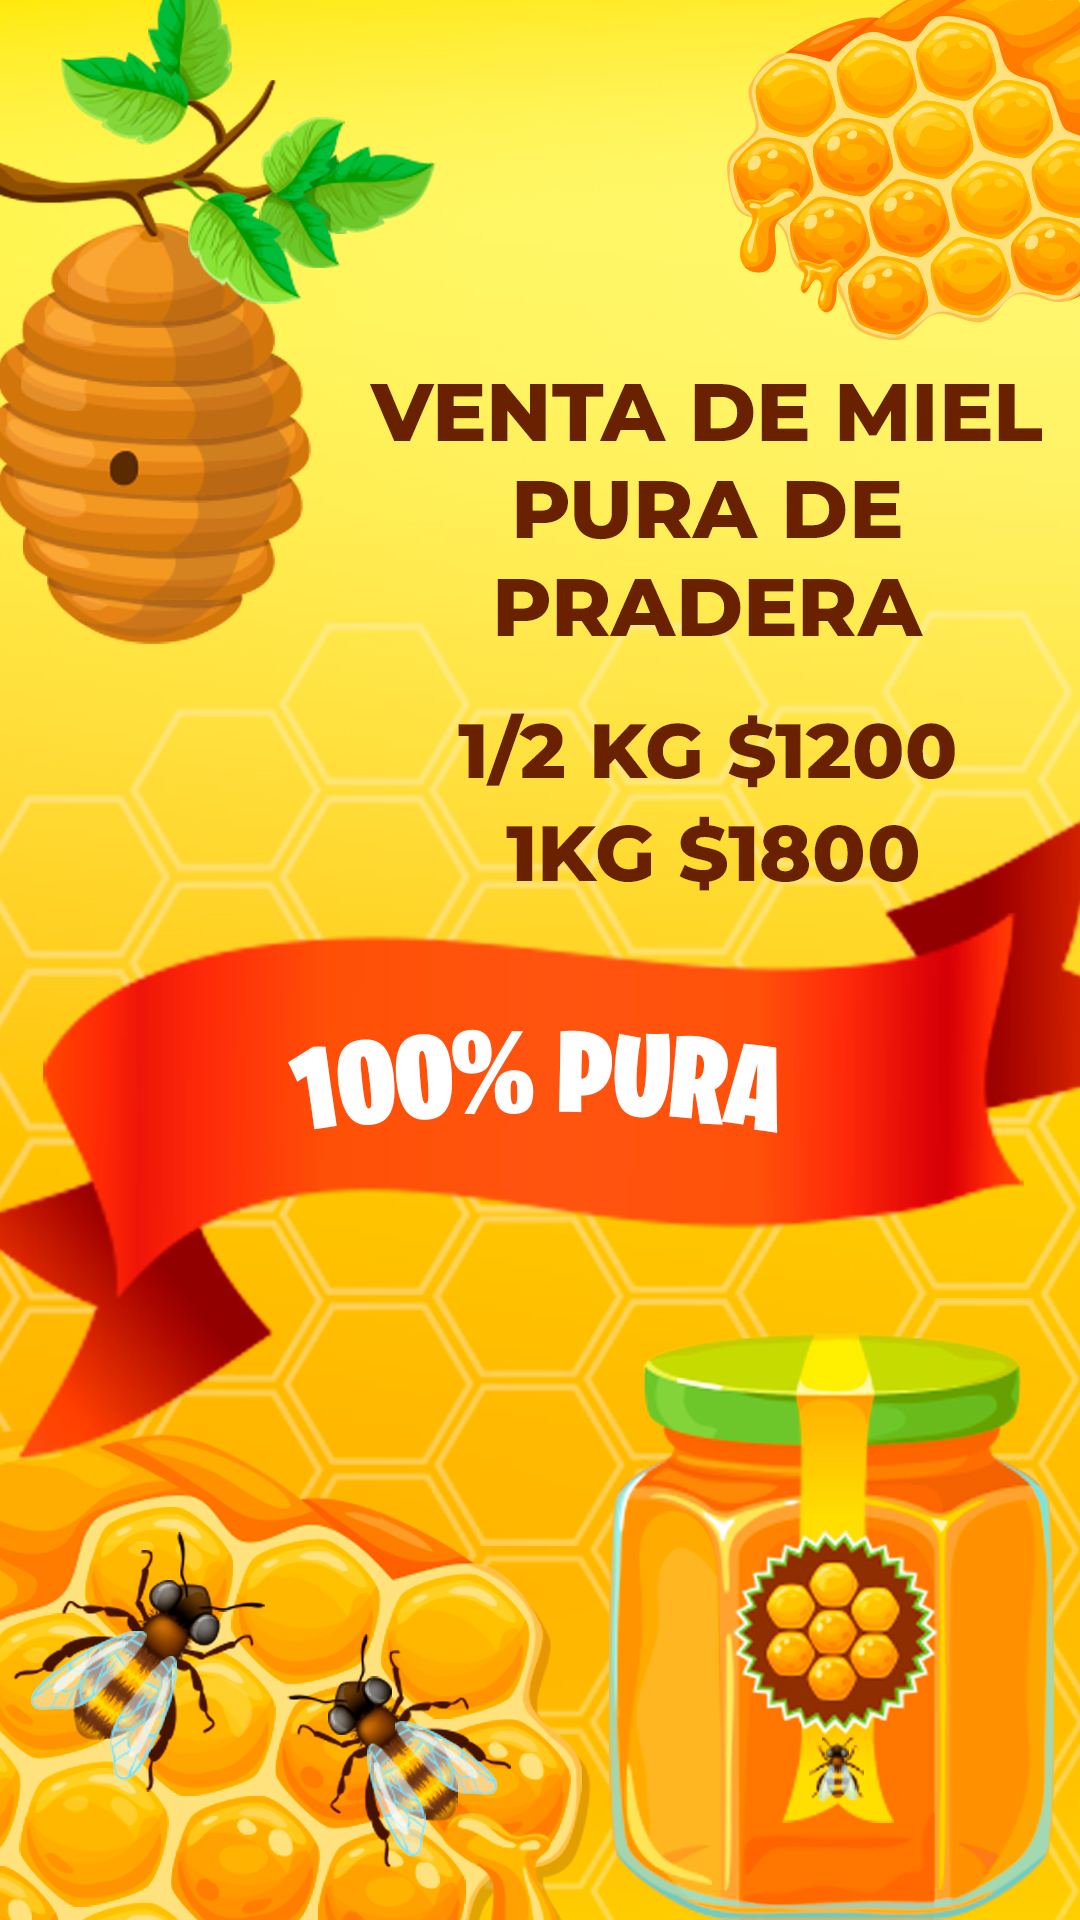 VENTA DE MIEL
PURA DE
PRADERA
1/2 KG $1200
1KG $1800
100% PURA